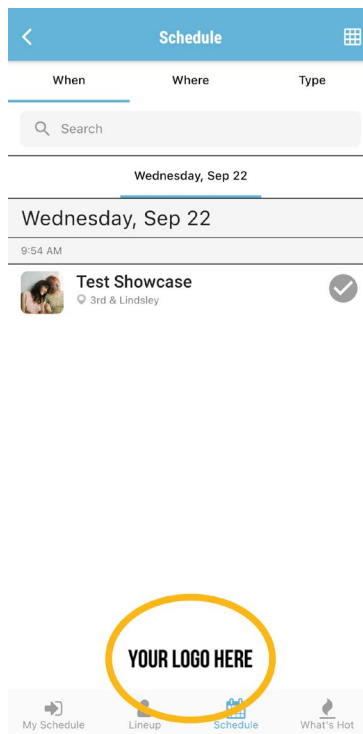 Schedule
When Where Type
Search
Wednesday, Sep 22
Wednesday, Sep 22
9:54 AM
Test Showcase
3rd & Lindsley
YOUR LOGO HERE
My Schedule Lineup Schedule What's Hot